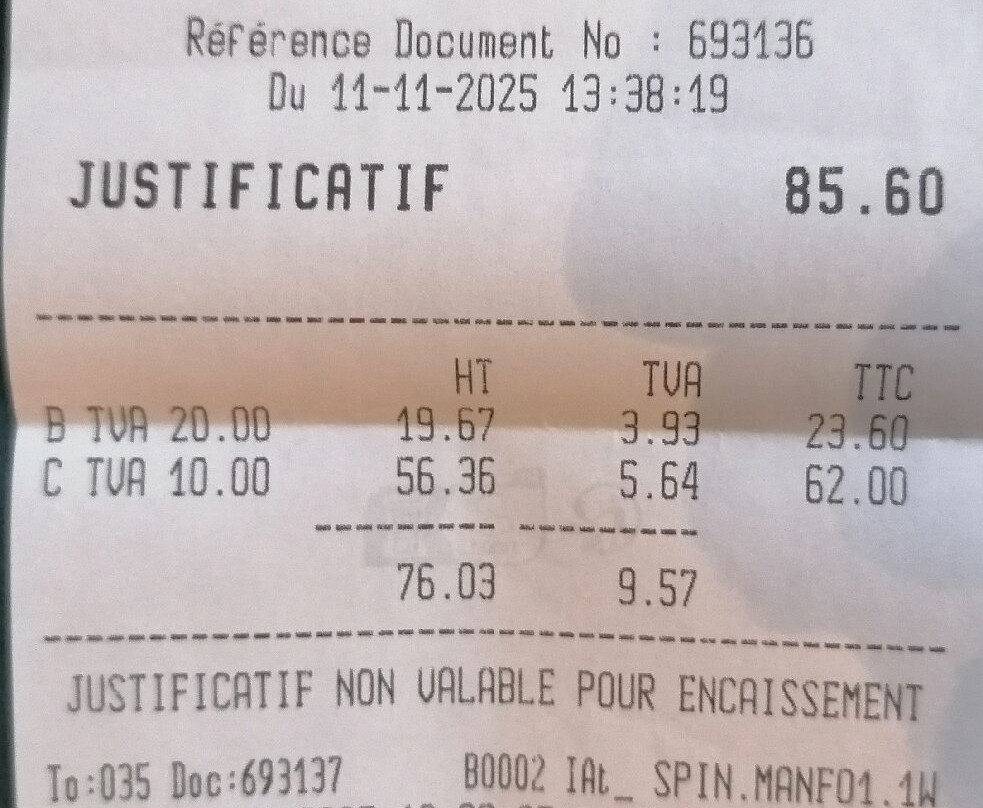 Référence Document No : 693136
Du 11-11-2025 13:38:19
JUSTIFICATIF 85.60
HT TVA TTC
B TVA 20.00 19.67 3.93 23.60
C TVA 10.00 56.36 5.64 62.00
76.03 9.57
JUSTIFICATIF NON VALABLE POUR ENCAISSEMENT
To:035 Doc:693137 B0002 IAt_ SPIN.MANF01.1W